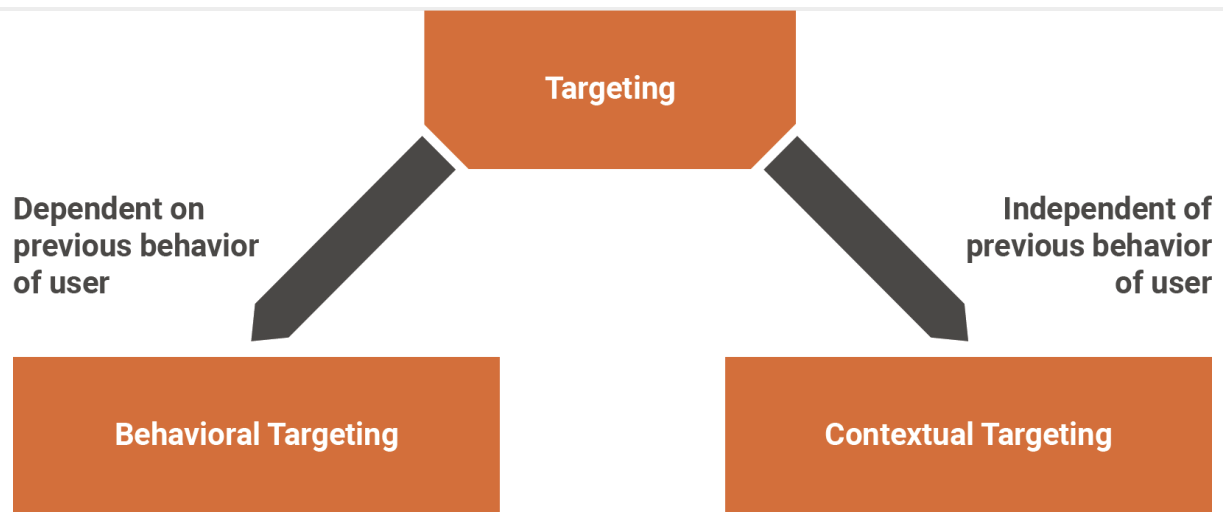 Targeting
Dependent on
previous behavior
of user
Independent of
previous behavior
of user
Behavioral Targeting
Contextual Targeting